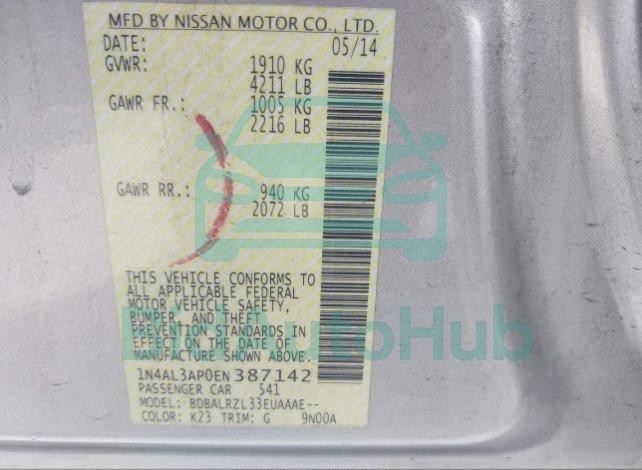 MFD BY NISSAN MOTOR CO., LTD.
DATE: 05/14
GVWR: 1910 KG
4211 LB
GAWR FR.: 1005 KG
2216 LB
GAWR RR.: 940 KG
2072 LB
THIS VEHICLE CONFORMS TO
ALL APPLICABLE FEDERAL
MOTOR VEHICLE SAFETY,
BUMPER, AND THEFT
PREVENTION STANDARDS IN
EFFECT ON THE DATE OF
MANUFACTURE SHOWN ABOVE.
1N4AL3AP0EN387142
PASSENGER CAR 541
MODEL: BDBALRZL33EUAAAE--
COLOR: K23 TRIM: G 9N00A